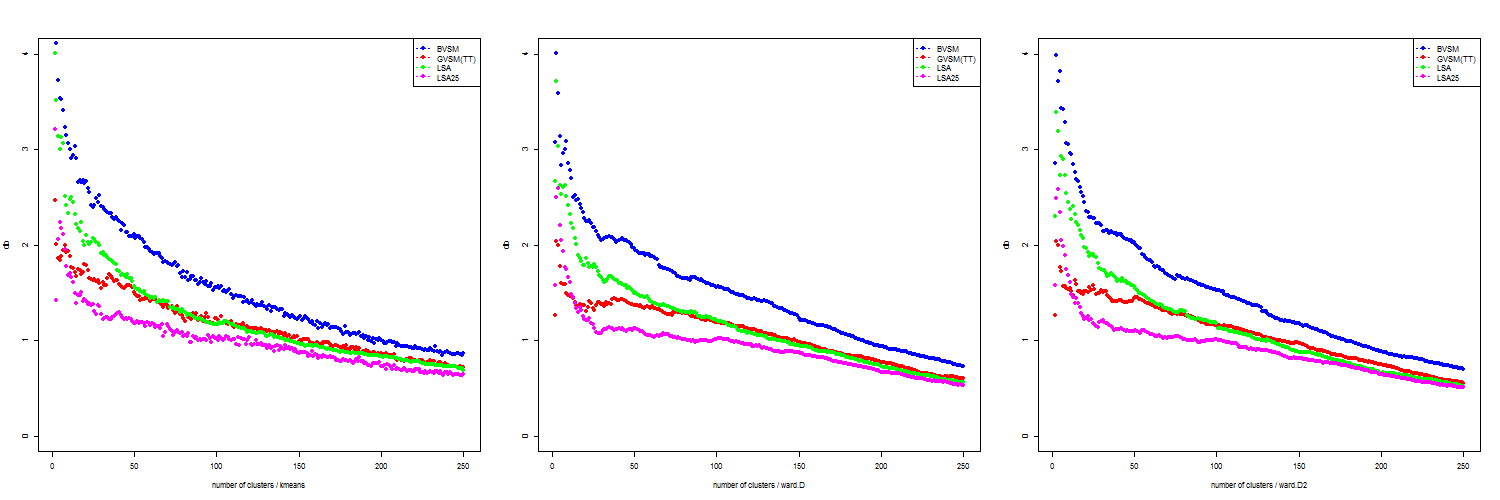 BVSM
GVSM(TT)
LSA
LSA25
4
3
2
1
0
db
0 50 100 150 200 250
number of clusters / kmeans
BVSM
GVSM(TT)
LSA
LSA25
4
3
2
1
0
db
0 50 100 150 200 250
number of clusters / ward.D
BVSM
GVSM(TT)
LSA
LSA25
4
3
2
1
0
db
0 50 100 150 200 250
number of clusters / ward.D2